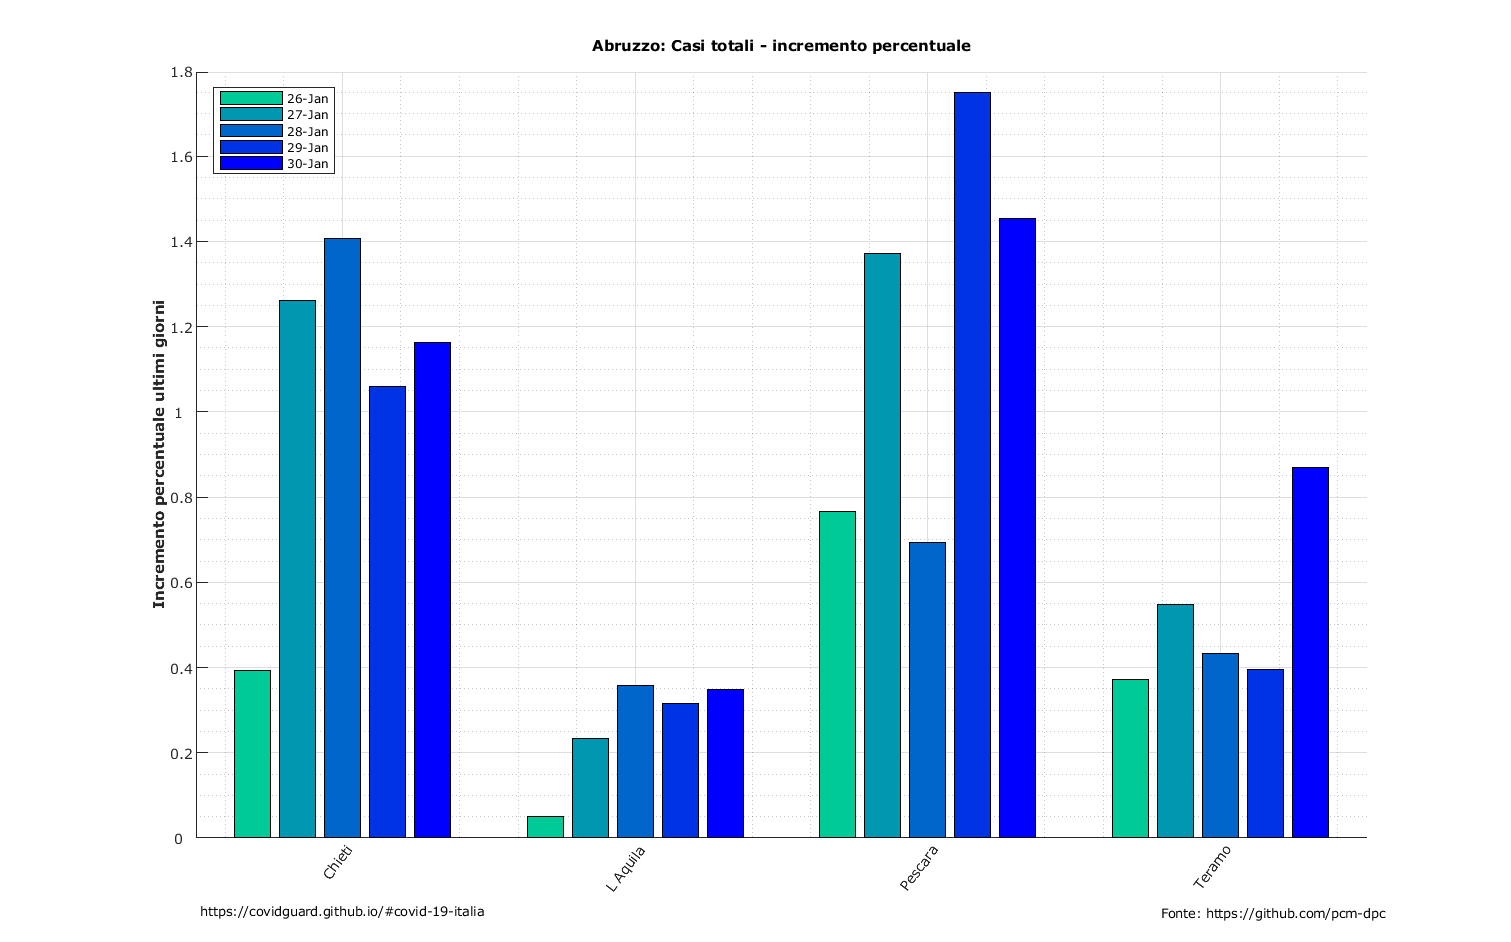 Abruzzo: Casi totali - incremento percentuale
1.8
1.6
1.4
1.2
1
0.8
0.6
0.4
0.2
0
Incremento percentuale ultimi giorni
26-Jan
27-Jan
28-Jan
29-Jan
30-Jan
Chieti
L Aquila
Pescara
Teramo
https://covidguard.github.io/#covid-19-italia
Fonte: https://github.com/pcm-dpc